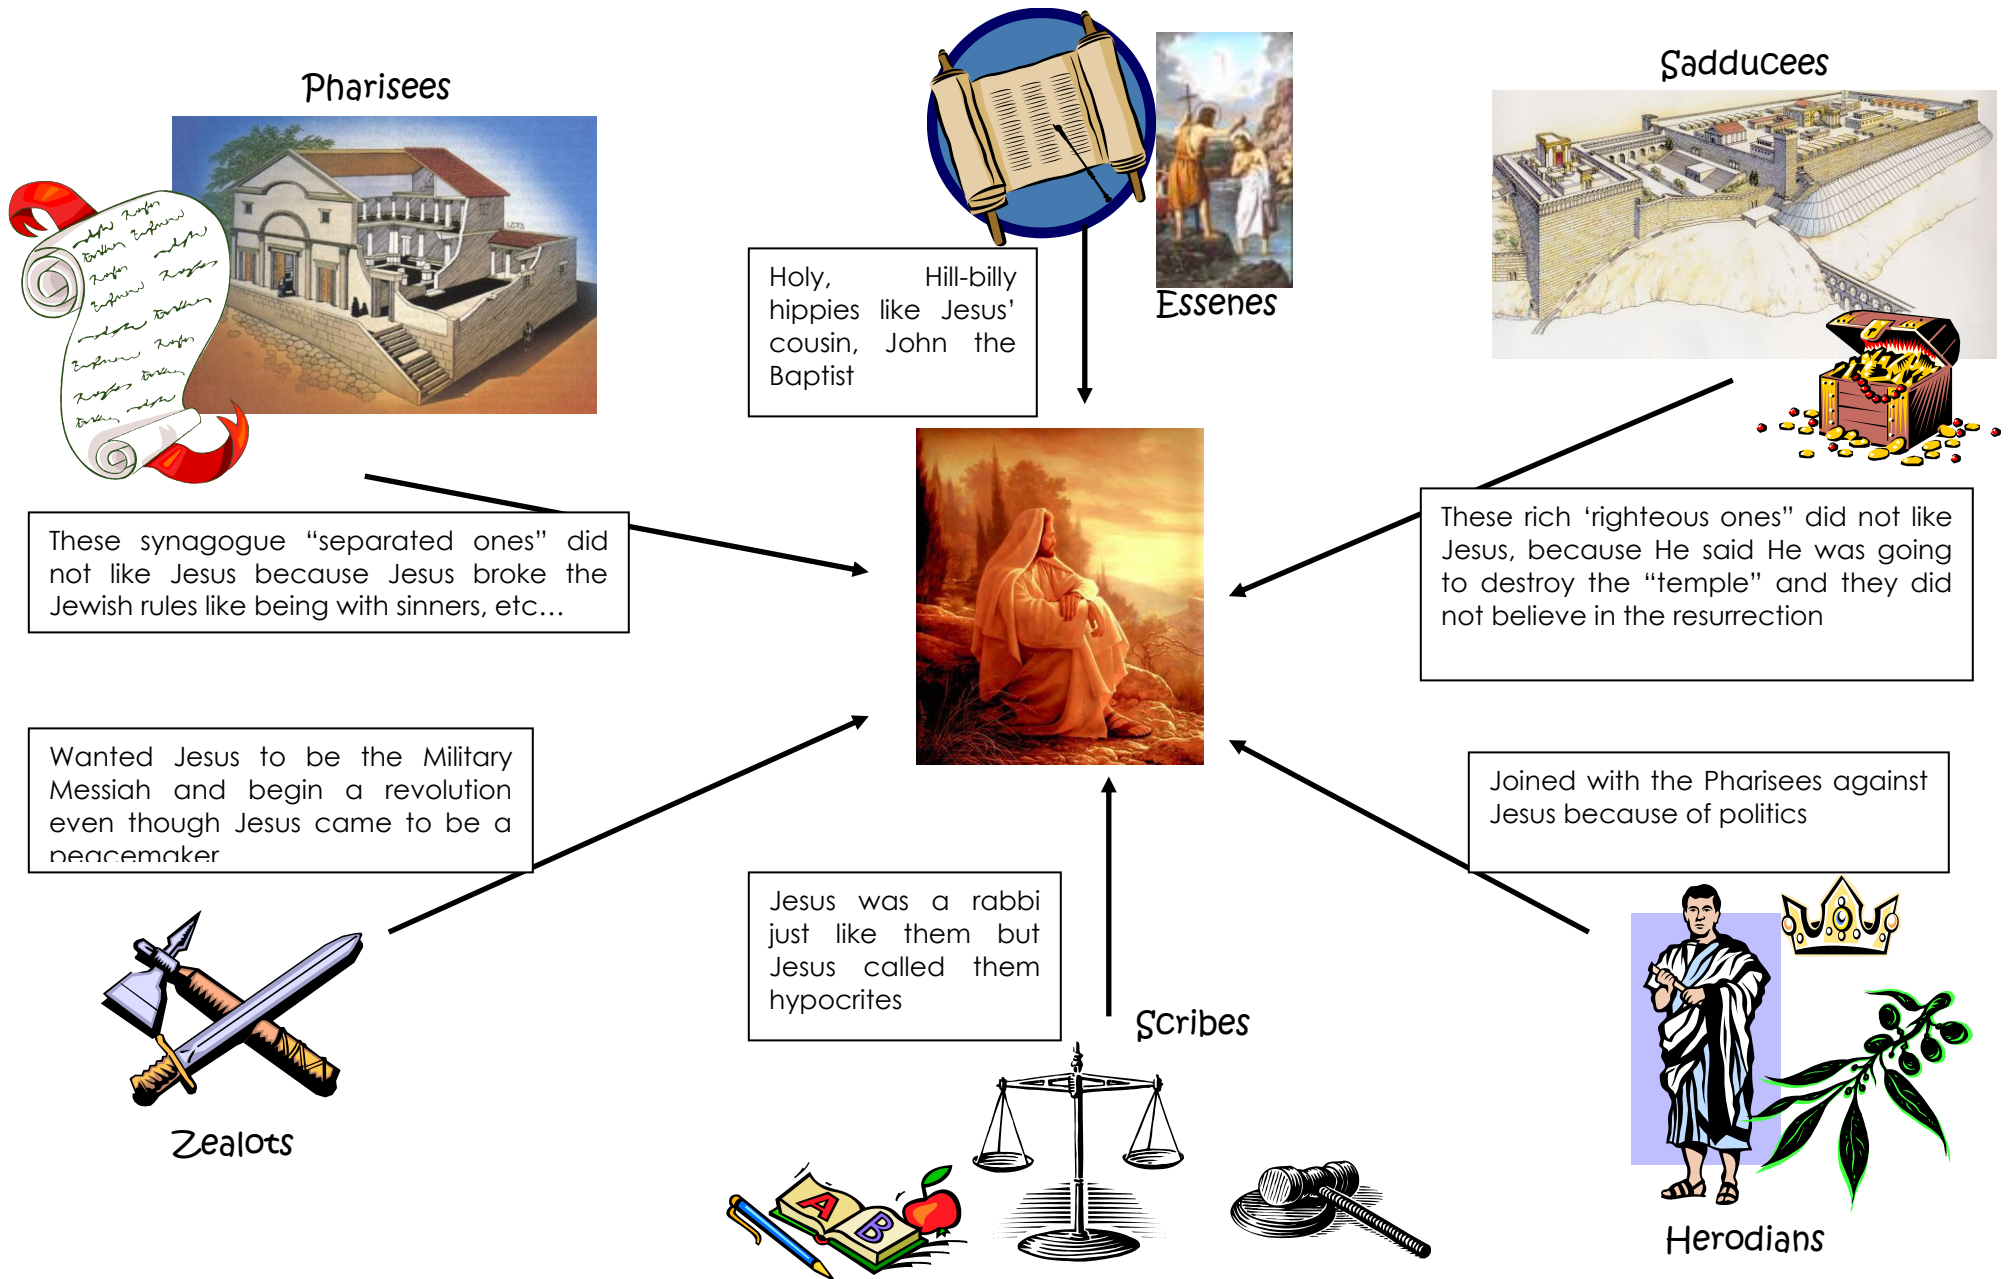 Pharisees
Essenes
Sadducees
Holy, Hill-billy
hippies like Jesus’
cousin, John the
Baptist
These synagogue “separated ones” did
not like Jesus because Jesus broke the
Jewish rules like being with sinners, etc…
These rich ‘righteous ones” did not like
Jesus, because He said He was going
to destroy the “temple” and they did
not believe in the resurrection
Wanted Jesus to be the Military
Messiah and begin a revolution
even though Jesus came to be a
peacemaker
Joined with the Pharisees against
Jesus because of politics
Jesus was a rabbi
just like them but
Jesus called them
hypocrites
Scribes
Zealots
A B
Herodians